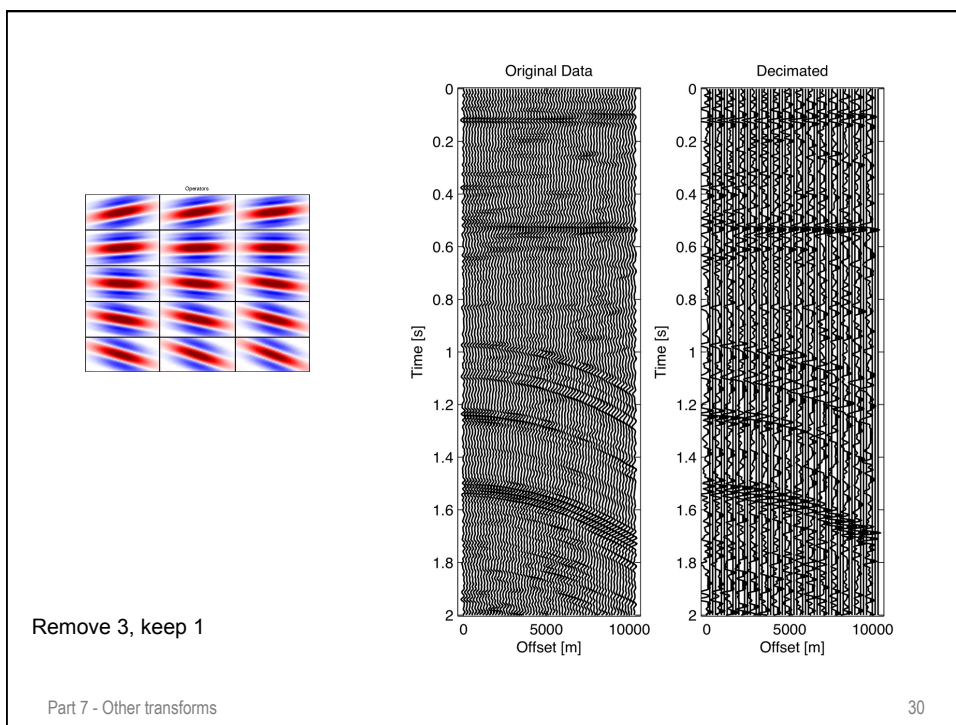 Operators
Original Data
0
0.2
0.4
0.6
0.8
1
1.2
1.4
1.6
1.8
2
Time [s]
0 5000 10000
Offset [m]
Decimated
0
0.2
0.4
0.6
0.8
1
1.2
1.4
1.6
1.8
2
Time [s]
0 5000 10000
Offset [m]
Remove 3, keep 1
Part 7 - Other transforms 30